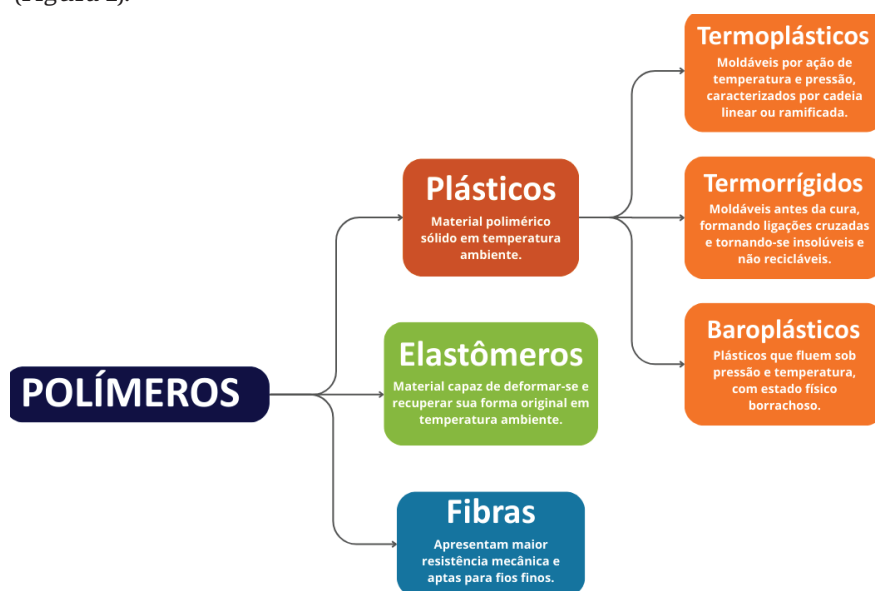 Termoplásticos
Moldáveis por ação de
temperatura e pressão,
caracterizados por cadeia
linear ou ramificada.
Plásticos
Material polimérico
sólido em temperatura
ambiente.
Termorrígidos
Moldáveis antes da cura,
formando ligações cruzadas
e tornando-se insolúveis e
não recicláveis.
Baroplásticos
Plásticos que fluem sob
pressão e temperatura,
com estado físico
borrachoso.
POLÍMEROS
Elastômeros
Material capaz de deformar-se e
recuperar sua forma original em
temperatura ambiente.
Fibras
Apresentam maior
resistência mecânica e
aptas para fios finos.